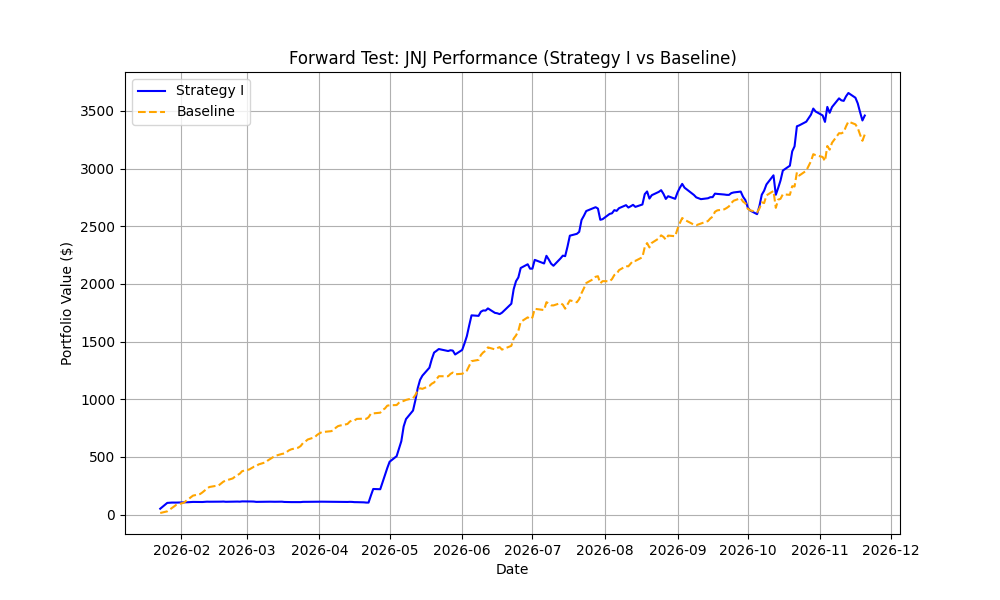 Forward Test: JNJ Performance (Strategy I vs Baseline)
Strategy I
Baseline
Portfolio Value ($)
3500
3000
2500
2000
1500
1000
500
0
2026-02 2026-03 2026-04 2026-05 2026-06 2026-07 2026-08 2026-09 2026-10 2026-11 2026-12
Date